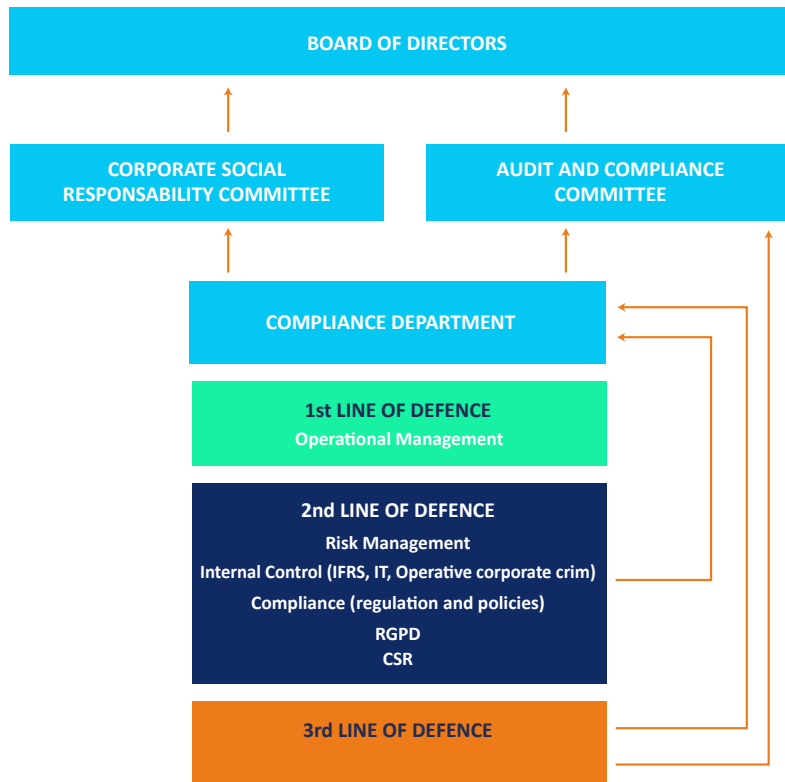 BOARD OF DIRECTORS
CORPORATE SOCIAL
RESPONSABILITY COMMITTEE
AUDIT AND COMPLIANCE
COMMITTEE
COMPLIANCE DEPARTMENT
1st LINE OF DEFENCE
Operational Management
2nd LINE OF DEFENCE
Risk Management
Internal Control (IFRS, IT, Operative corporate crim)
Compliance (regulation and policies)
RGPD
CSR
3rd LINE OF DEFENCE